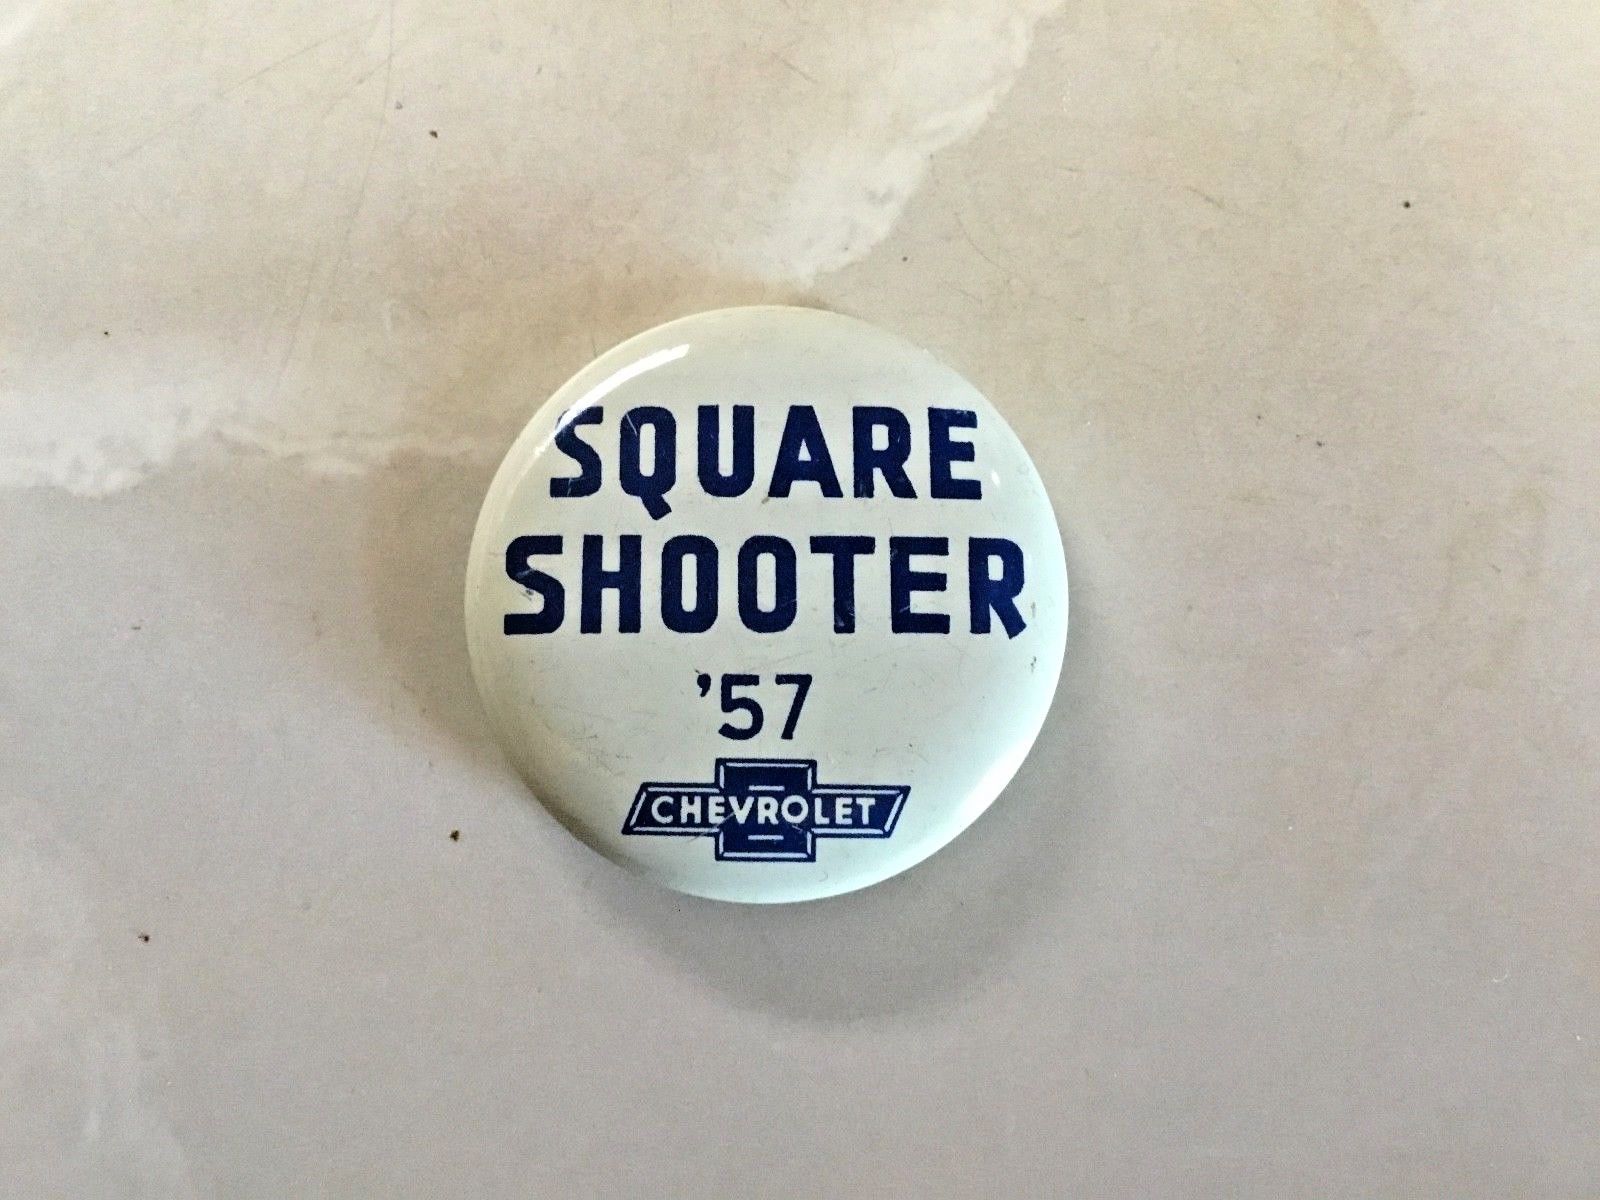 SQUARE
SHOOTER
'57
CHEVROLET